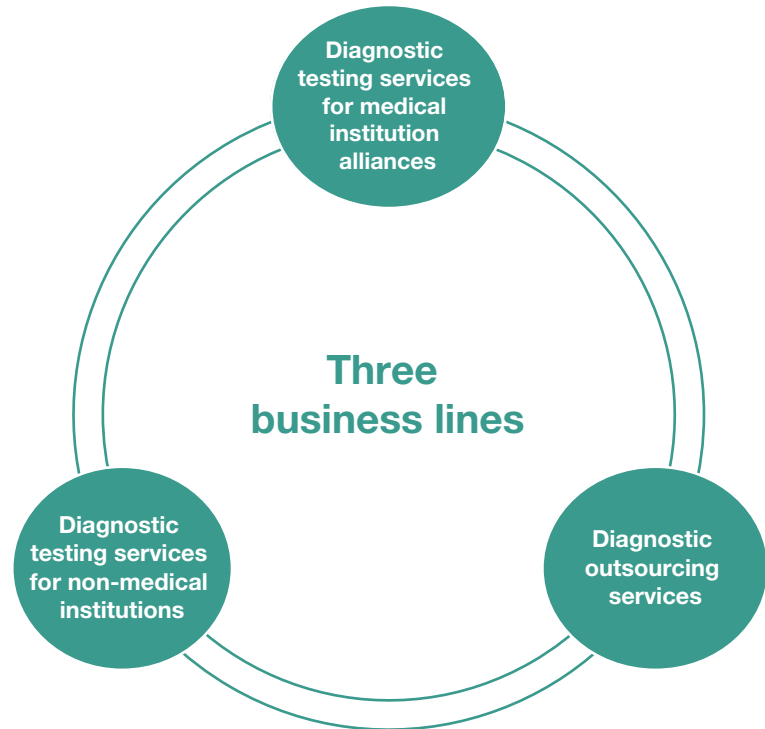 Diagnostic
testing services
for medical
institution
alliances
Three
business lines
Diagnostic
testing services
for non-medical
institutions
Diagnostic
outsourcing
services